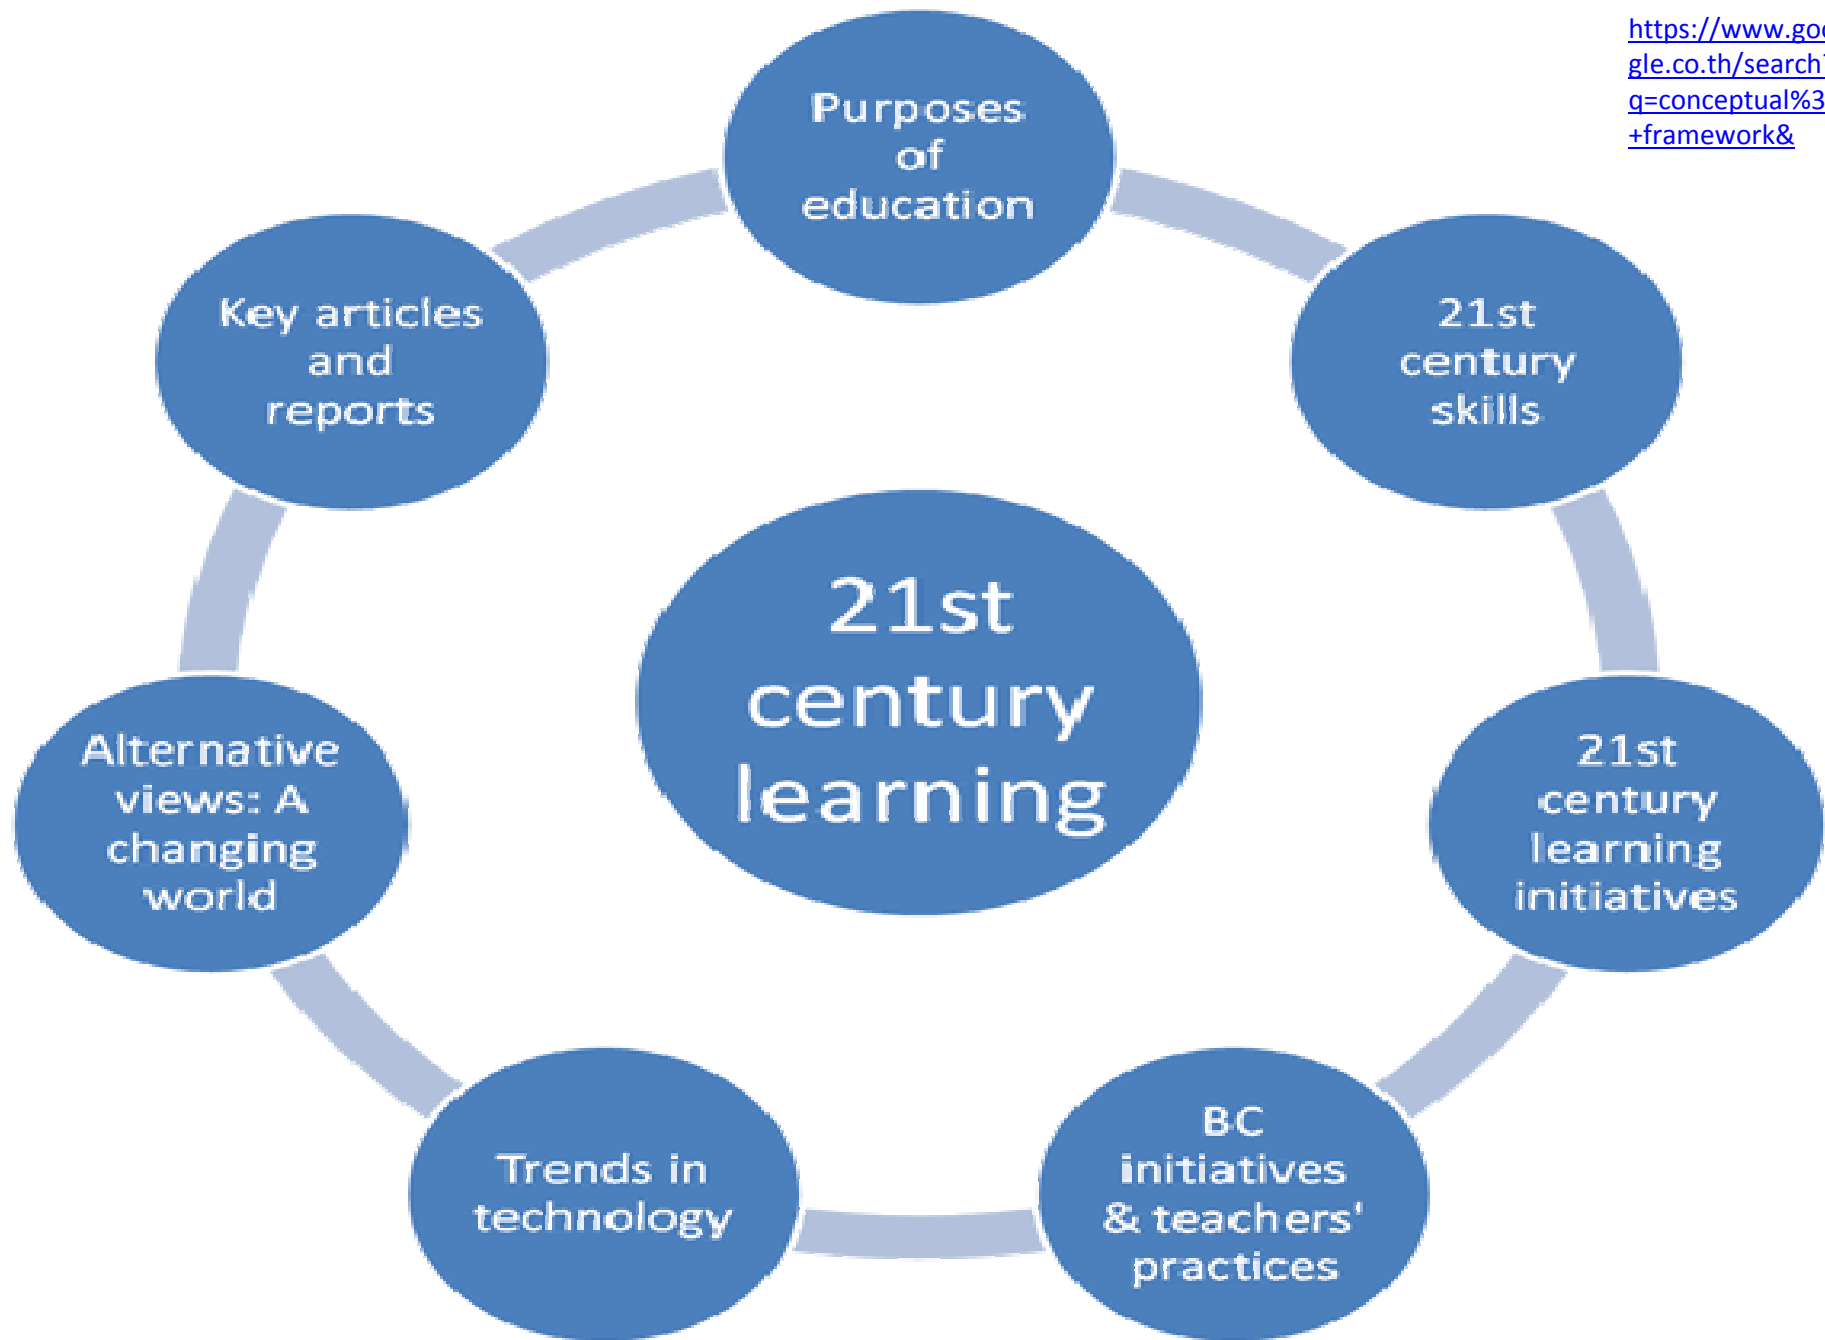 https://www.goo
gle.co.th/search?
q=conceptual%3
+framework&
Purposes
of
education
21st
century
skills
21st
century
learning
initiatives
BC
initiatives
& teachers'
practices
Trends in
technology
Alternative
views: A
changing
world
Key articles
and
reports
21st
century
learning